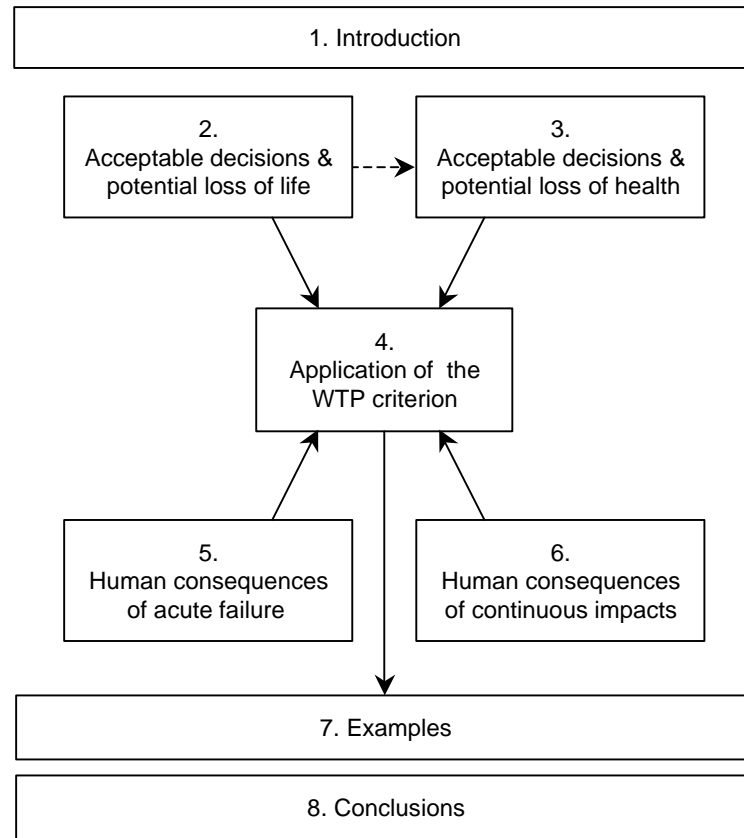 1. Introduction
2.
Acceptable decisions &
potential loss of life
3.
Acceptable decisions &
potential loss of health
4.
Application of the
WTP criterion
5.
Human consequences
of acute failure
6.
Human consequences
of continuous impacts
7. Examples
8. Conclusions